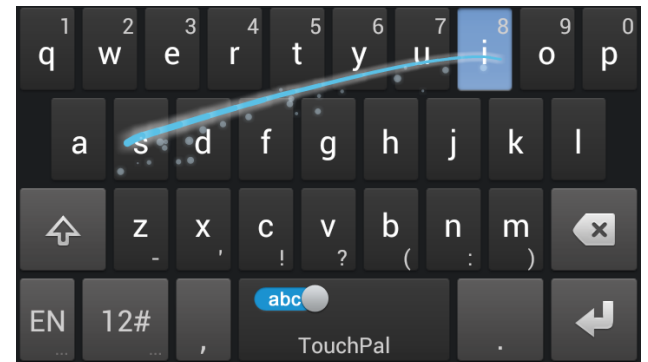 1 2 3 4 5 6 7 8 9 0
q w e r t y u i o p
a s d f g h j k l
z x c v b n m
- ' ! ? ( : )
abc
EN 12# , TouchPal .
... ...